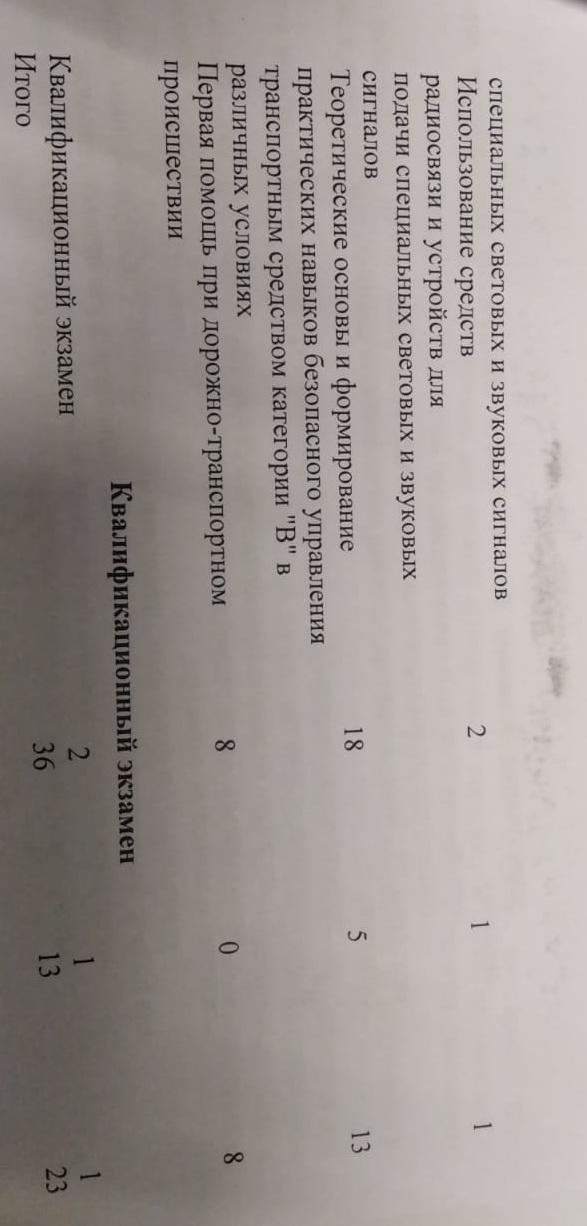 специальных световых и звуковых сигналов
Использование средств 2 1 1
радиосвязи и устройств для
подачи специальных световых и звуковых
сигналов
Теоретические основы и формирование 18 5 13
практических навыков безопасного управления
транспортным средством категории "В" в
различных условиях
Первая помощь при дорожно-транспортном 8 0 8
происшествии
Квалификационный экзамен
Квалификационный экзамен 2 1 1
Итого 36 13 23